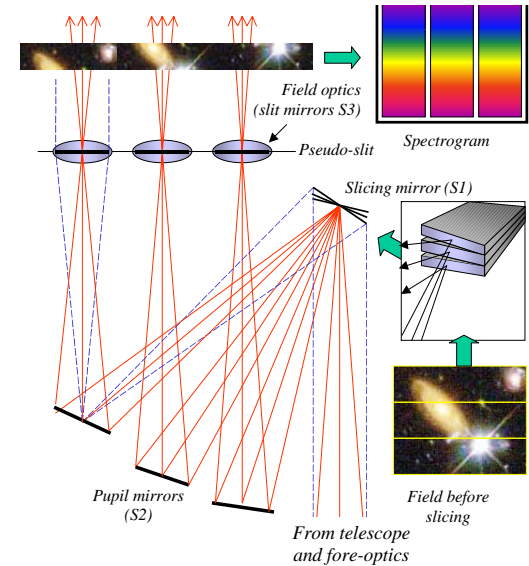 Field optics
(slit mirrors S3)
Spectrogram
Pseudo-slit
Slicing mirror (S1)
Pupil mirrors
(S2)
Field before
slicing
From telescope
and fore-optics